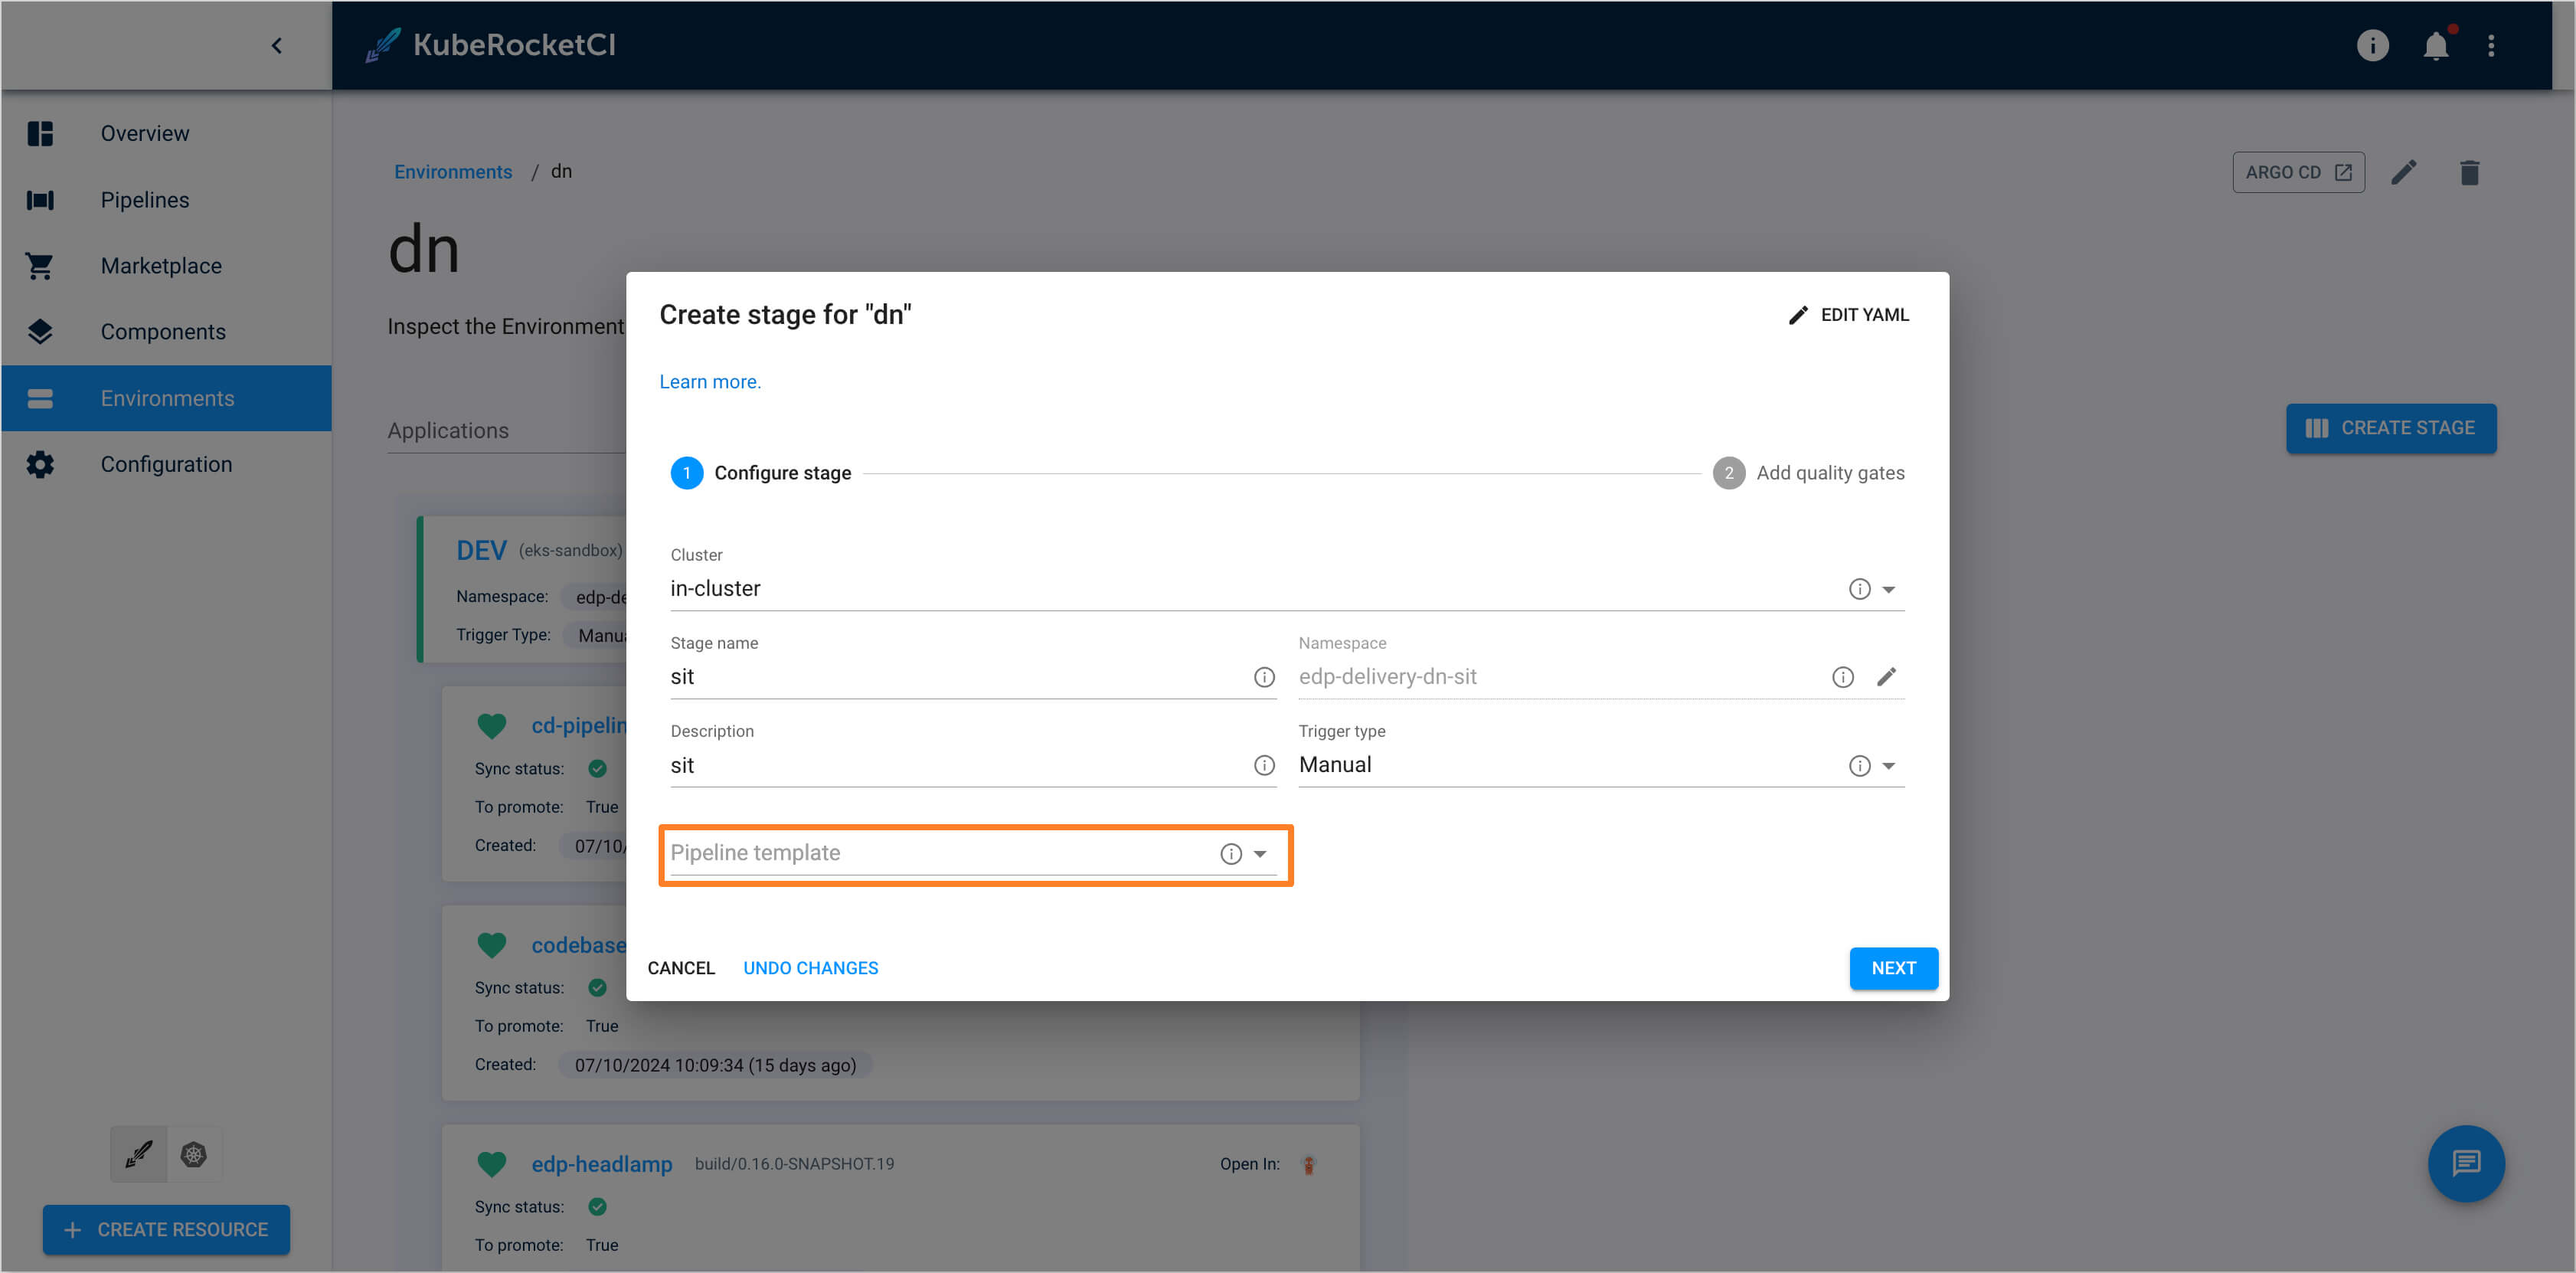 KubeRocketCI
Overview
Pipelines
Marketplace
Components
Environments
Configuration
CREATE RESOURCE
Environments / dn
ARGO CD
dn
Inspect the Environment
Applications
CREATE STAGE
DEV (eks-sandbox)
Namespace: edp-de
Trigger Type: Manu
cd-pipelin
Sync status:
To promote: True
Created: 07/10/
codebase
Sync status:
To promote: True
Created: 07/10/2024 10:09:34 (15 days ago)
edp-headlamp build/0.16.0-SNAPSHOT.19 Open In:
Sync status:
To promote: True
Create stage for "dn"
EDIT YAML
Learn more.
1 Configure stage
2 Add quality gates
Cluster
in-cluster
Stage name
sit
Namespace
edp-delivery-dn-sit
Description
sit
Trigger type
Manual
Pipeline template
CANCEL UNDO CHANGES NEXT